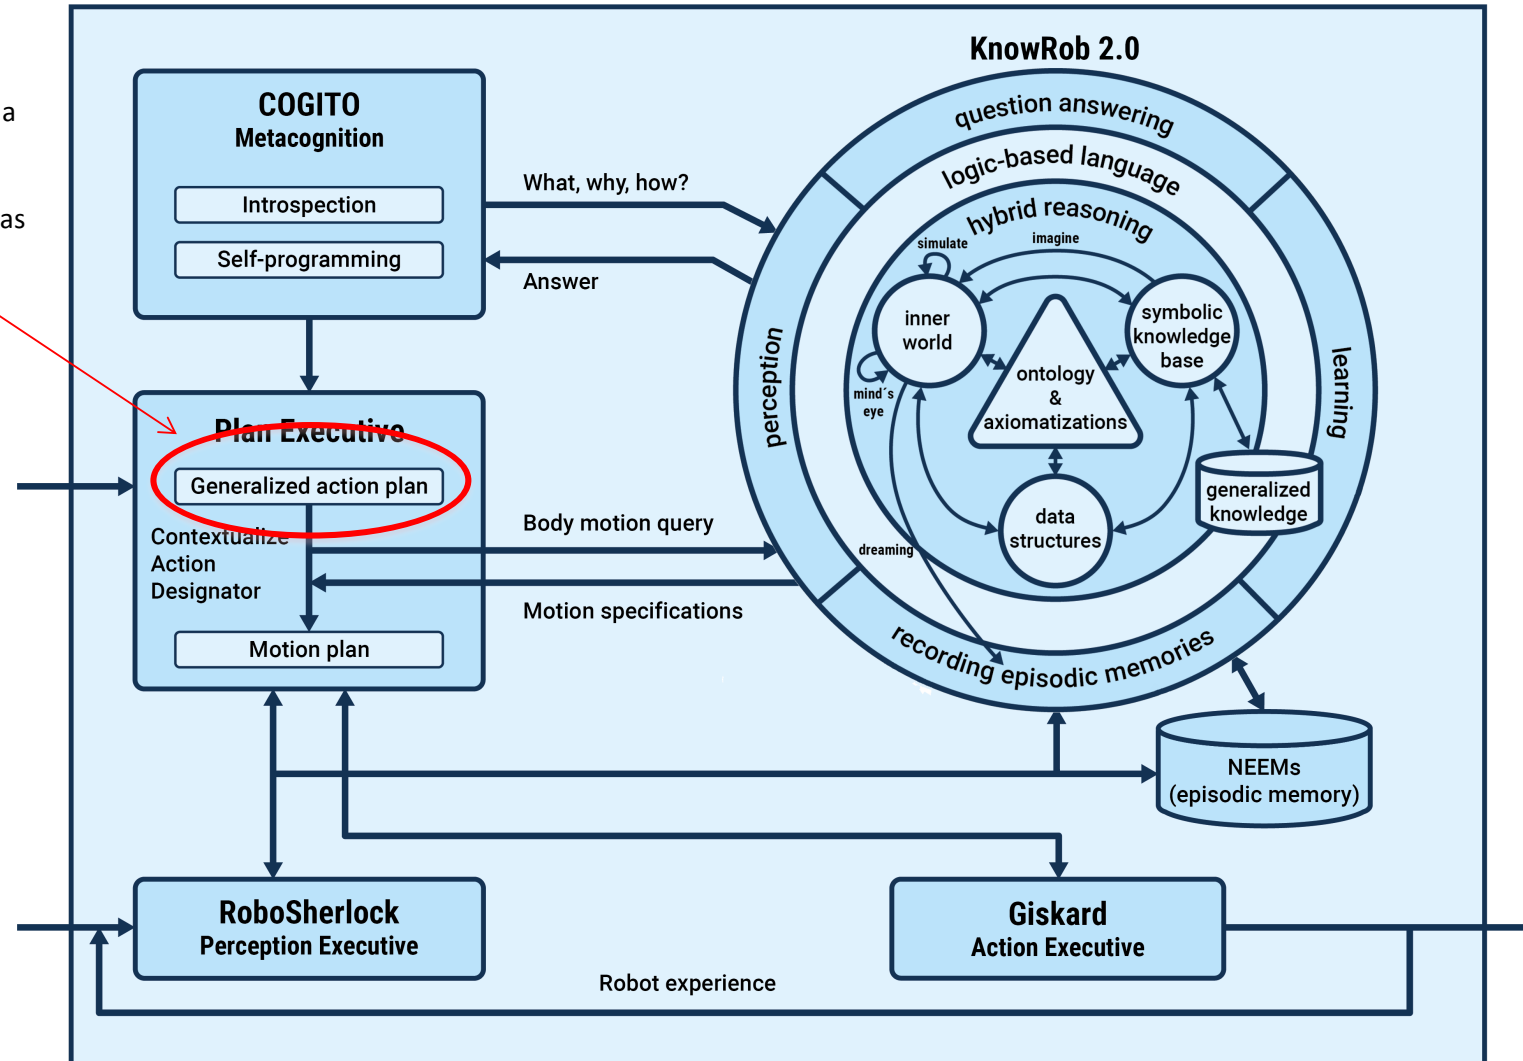 a
as
KnowRob 2.0
COGITO
Metacognition
Introspection
Self-programming
What, why, how?
Answer
question answering
logic-based language
hybrid reasoning
simulate
imagine
inner
world
symbolic
knowledge
base
mind´s
eye
ontology
&
axiomatizations
perception
learning
generalized
knowledge
data
structures
dreaming
recording episodic memories
Plan Executive
Generalized action plan
Contextualize
Action
Designator
Motion plan
Body motion query
Motion specifications
NEEMs
(episodic memory)
RoboSherlock
Perception Executive
Giskard
Action Executive
Robot experience